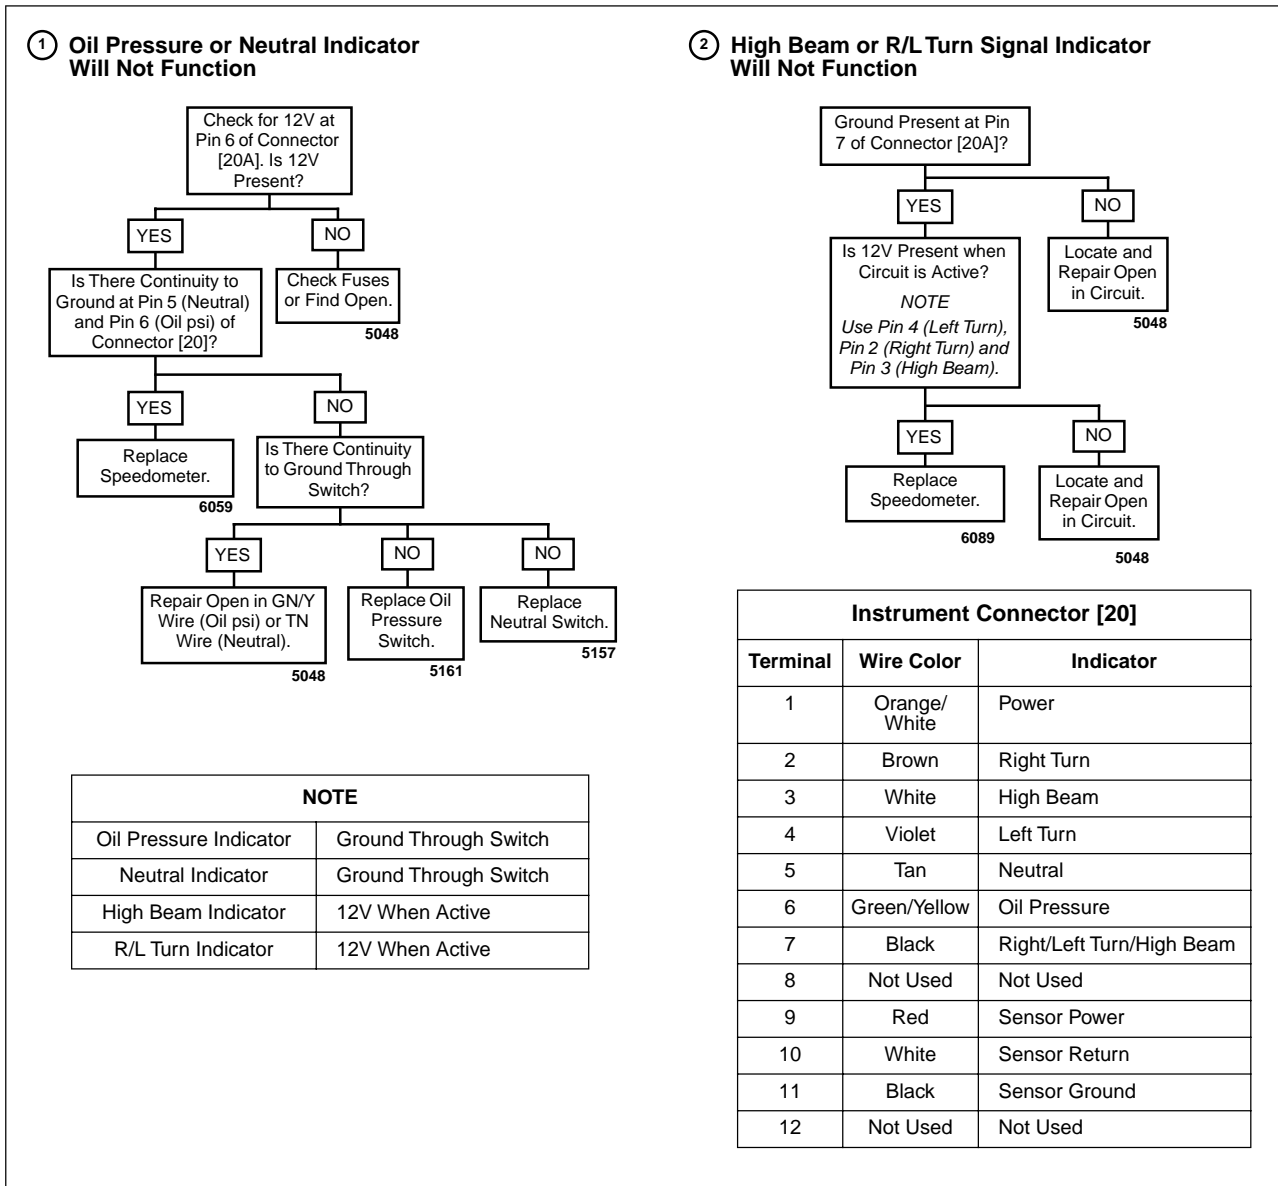 1 Oil Pressure or Neutral Indicator
Will Not Function
Check for 12V at
Pin 6 of Connector
[20A]. Is 12V
Present?
YES
NO
Is There Continuity to
Ground at Pin 5 (Neutral)
and Pin 6 (Oil psi) of
Connector [20]?
Check Fuses
or Find Open.
5048
YES
NO
Replace
Speedometer.
6059
Is There Continuity
to Ground Through
Switch?
YES
NO
NO
Repair Open in GN/Y
Wire (Oil psi) or TN
Wire (Neutral).
5048
Replace Oil
Pressure
Switch.
5161
Replace
Neutral Switch.
5157
NOTE
Oil Pressure Indicator Ground Through Switch
Neutral Indicator Ground Through Switch
High Beam Indicator 12V When Active
R/L Turn Indicator 12V When Active
2 High Beam or R/L Turn Signal Indicator
Will Not Function
Ground Present at Pin
7 of Connector [20A]?
YES
NO
Is 12V Present when
Circuit is Active?
NOTE
Use Pin 4 (Left Turn),
Pin 2 (Right Turn) and
Pin 3 (High Beam).
Locate and
Repair Open
in Circuit.
5048
YES
NO
Replace
Speedometer.
6089
Locate and
Repair Open
in Circuit.
5048
Instrument Connector [20]
Terminal Wire Color Indicator
1 Orange/ Power
White
2 Brown Right Turn
3 White High Beam
4 Violet Left Turn
5 Tan Neutral
6 Green/Yellow Oil Pressure
7 Black Right/Left Turn/High Beam
8 Not Used Not Used
9 Red Sensor Power
10 White Sensor Return
11 Black Sensor Ground
12 Not Used Not Used